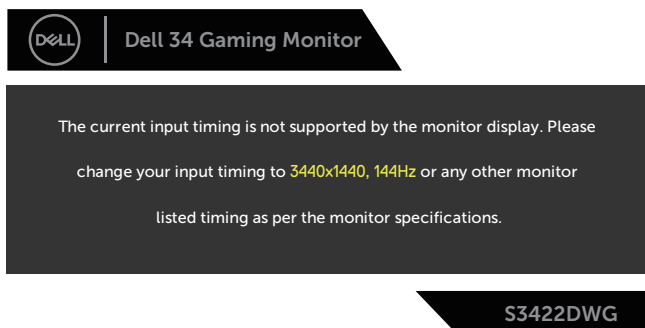 DELL
Dell 34 Gaming Monitor
The current input timing is not supported by the monitor display. Please
change your input timing to 3440x1440, 144Hz or any other monitor
listed timing as per the monitor specifications.
S3422DWG